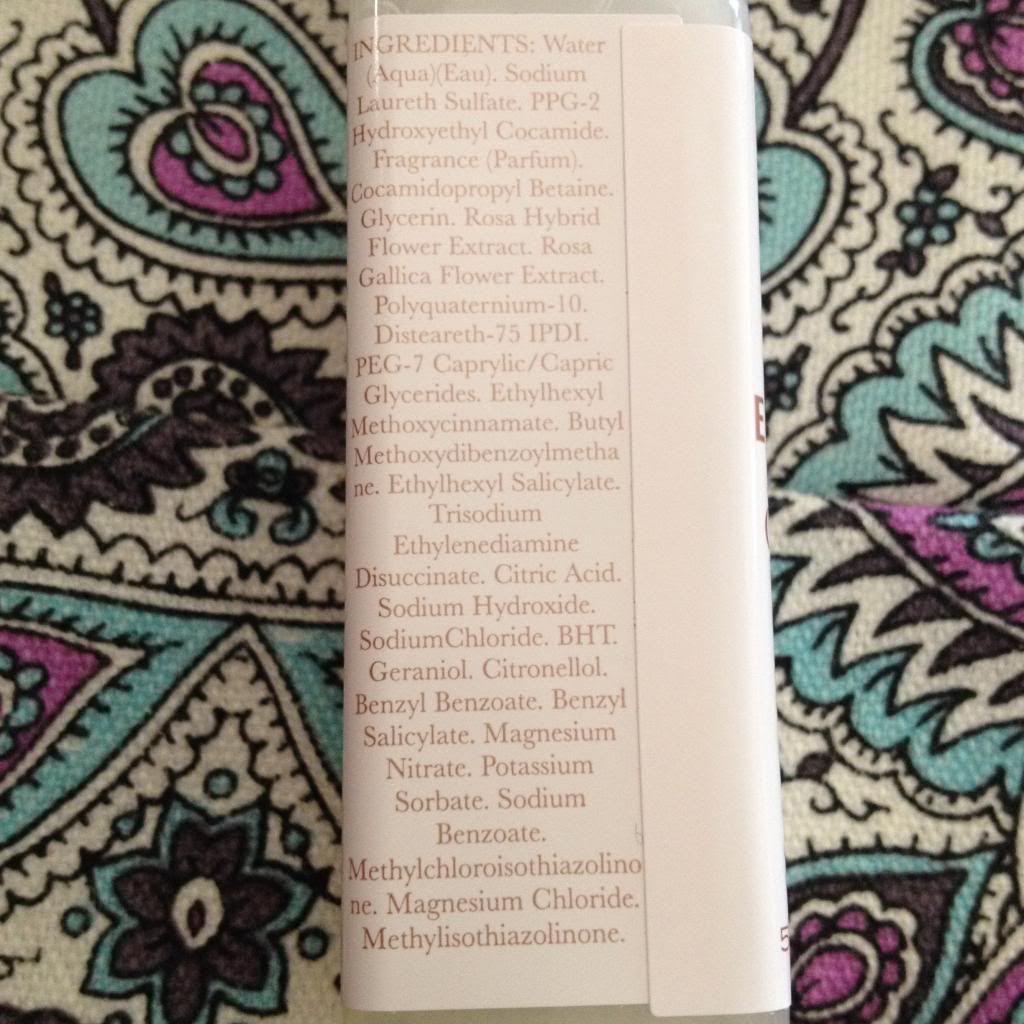 INGREDIENTS: Water
(Aqua)(Eau). Sodium
Laureth Sulfate. PPG-2
Hydroxyethyl Cocamide.
Fragrance (Parfum).
Cocamidopropyl Betaine.
Glycerin. Rosa Hybrid
Flower Extract. Rosa
Gallica Flower Extract.
Polyquaternium-10.
Disteareth-75 IPDI.
PEG-7 Caprylic/Capric
Glycerides. Ethylhexyl
Methoxycinnamate. Butyl
Methoxydibenzoylmetha
ne. Ethylhexyl Salicylate.
Trisodium
Ethylenediamine
Disuccinate. Citric Acid.
Sodium Hydroxide.
SodiumChloride. BHT.
Geraniol. Citronellol.
Benzyl Benzoate. Benzyl
Salicylate. Magnesium
Nitrate. Potassium
Sorbate. Sodium
Benzoate.
Methylchloroisothiazolino
ne. Magnesium Chloride.
Methylisothiazolinone.